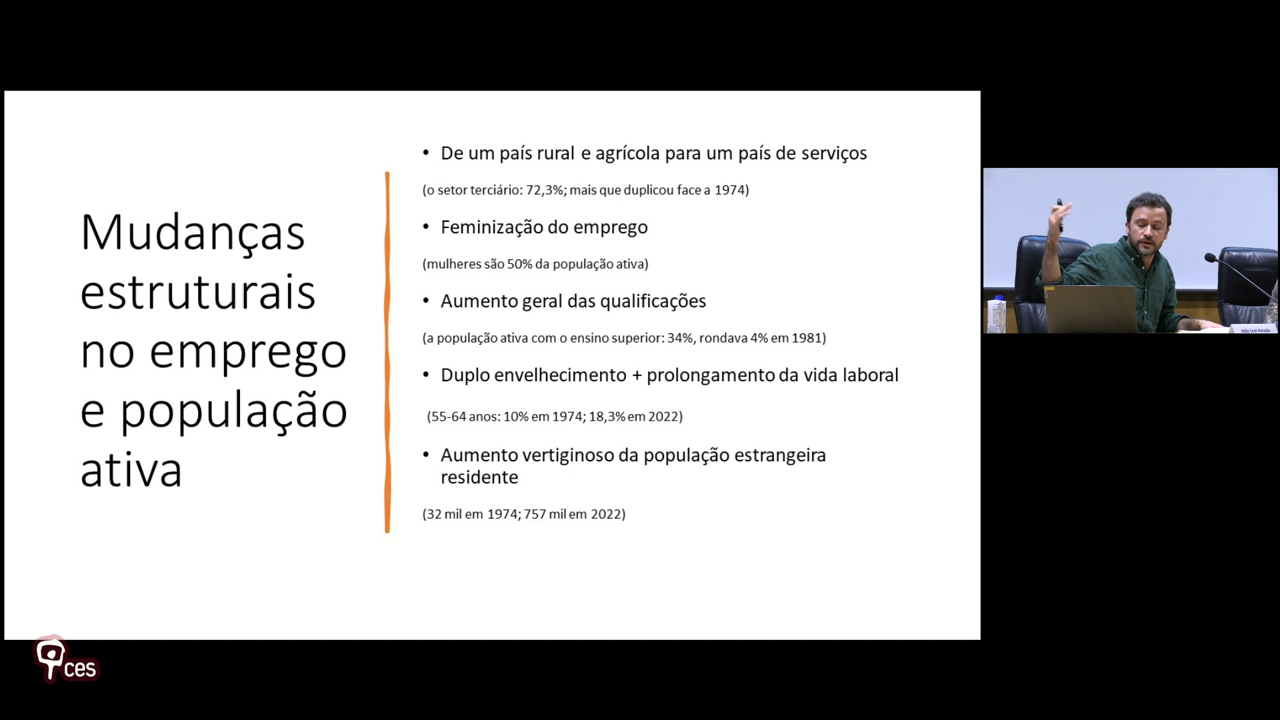 Mudanças
estruturais
no emprego
e população
ativa
• De um país rural e agrícola para um país de serviços
(o setor terciário: 72,3%; mais que duplicou face a 1974)
• Feminização do emprego
(mulheres são 50% da população ativa)
• Aumento geral das qualificações
(a população ativa com o ensino superior: 34%, rondava 4% em 1981)
• Duplo envelhecimento + prolongamento da vida laboral
(55-64 anos: 10% em 1974; 18,3% em 2022)
• Aumento vertiginoso da população estrangeira
residente
(32 mil em 1974; 757 mil em 2022)
ces